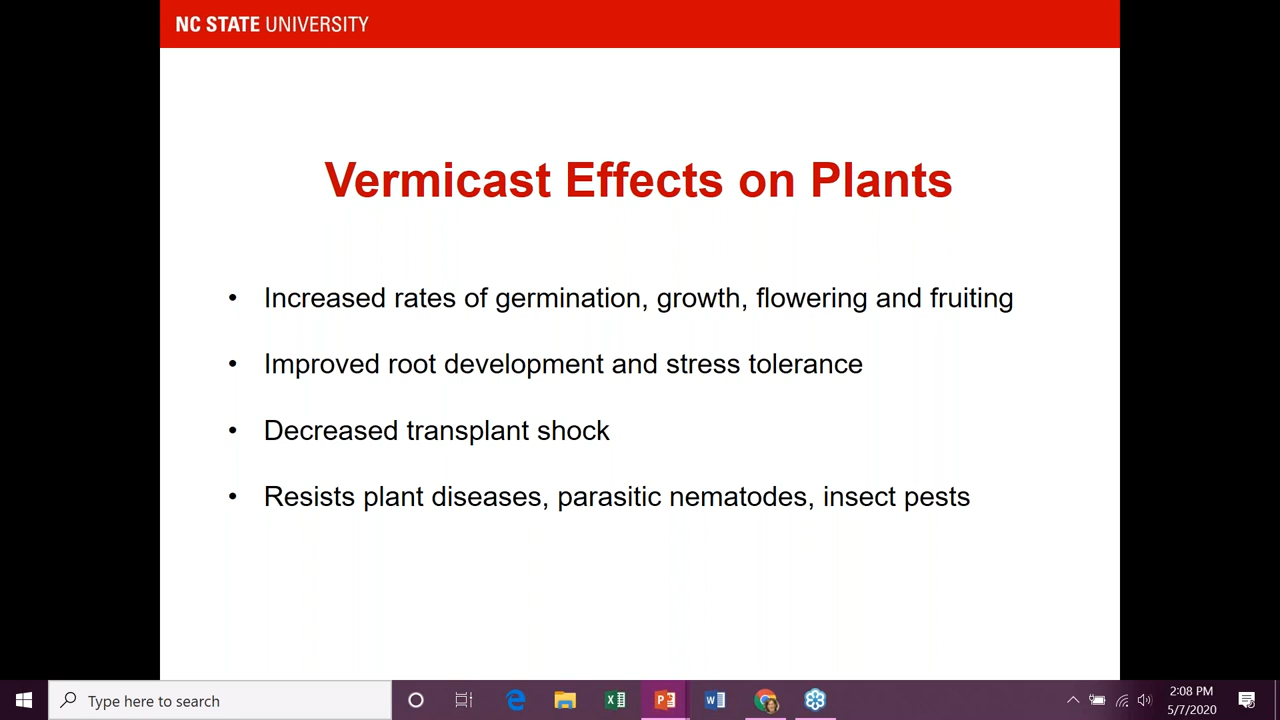 NC STATE UNIVERSITY
Vermicast Effects on Plants
• Increased rates of germination, growth, flowering and fruiting
• Improved root development and stress tolerance
• Decreased transplant shock
• Resists plant diseases, parasitic nematodes, insect pests
Type here to search
2:08 PM
5/7/2020